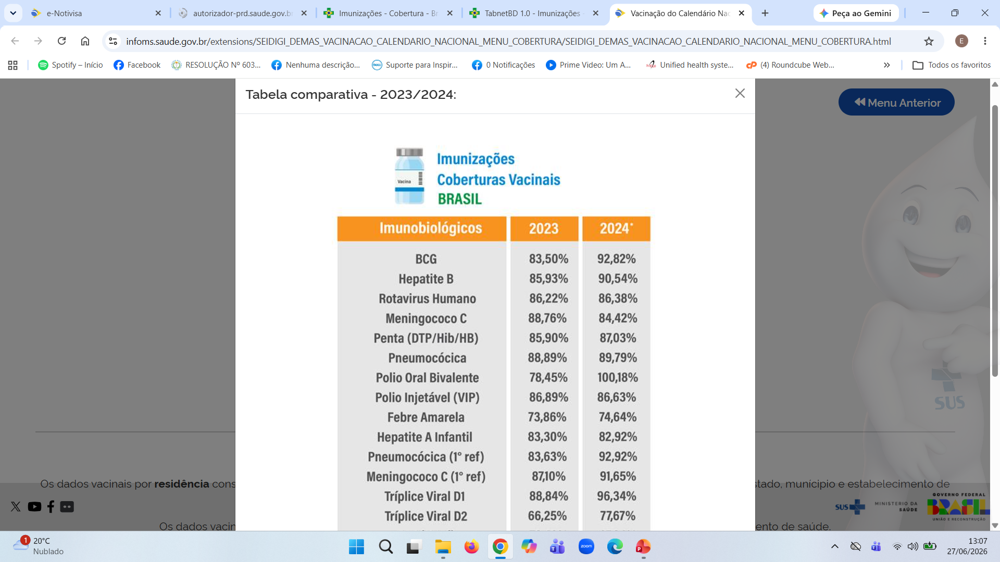 e-Notivisa
autorizador-prd.saude.gov.b
Imunizações - Cobertura - Br
TabnetBD 1.0 - Imunizações -
Vacinação do Calendário Nac
Peça ao Gemini
infoms.saude.gov.br/extensions/SEIDIGI_DEMAS_VACINACAO_CALENDARIO_NACIONAL_MENU_COBERTURA/SEIDIGI_DEMAS_VACINACAO_CALENDARIO_NACIONAL_MENU_COBERTURA.html
E
Spotify – Início
Facebook
RESOLUÇÃO Nº 603...
Nenhuma descrição...
Suporte para Inspir...
0 Notificações
Prime Video: Um A...
Unified health syste...
(4) Roundcube Web...
Todos os favoritos
Tabela comparativa - 2023/2024:
Menu Anterior
Vacina
Imunizações
Coberturas Vacinais
BRASIL
Imunobiológicos 2023 2024*
BCG 83,50% 92,82%
Hepatite B 85,93% 90,54%
Rotavirus Humano 86,22% 86,38%
Meningococo C 88,76% 84,42%
Penta (DTP/Hib/HB) 85,90% 87,03%
Pneumocócica 88,89% 89,79%
Polio Oral Bivalente 78,45% 100,18%
Polio Injetável (VIP) 86,89% 86,63%
Febre Amarela 73,86% 74,64%
Hepatite A Infantil 83,30% 82,92%
Pneumocócica (1° ref) 83,63% 92,92%
Meningococo C (1° ref) 87,10% 91,65%
Tríplice Viral D1 88,84% 96,34%
Tríplice Viral D2 66,25% 77,67%
SUS
Os dados vacinais por residência cons
stado, município e estabelecimento de
SUS
MINISTÉRIO DA
SAÚDE
GOVERNO FEDERAL
BRASIL
UNIÃO E RECONSTRUÇÃO
Os dados vacin
ento de saúde.
1
20°C
Nublado
zoom
13:07
27/06/2026